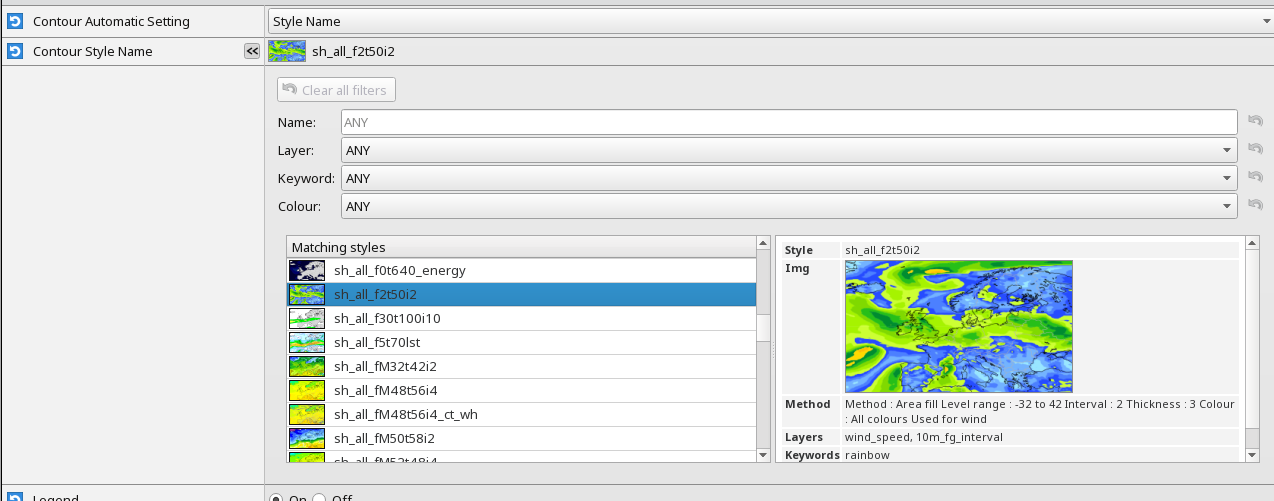 Contour Automatic Setting
Style Name
Contour Style Name
<<
sh_all_f2t50i2
Clear all filters
Name:
ANY
Layer:
ANY
Keyword:
ANY
Colour:
ANY
Matching styles
sh_all_f0t640_energy
sh_all_f2t50i2
sh_all_f30t100i10
sh_all_f5t70lst
sh_all_fM32t42i2
sh_all_fM48t56i4
sh_all_fM48t56i4_ct_wh
sh_all_fM50t58i2
sh_all_fM52t48i4
Style sh_all_f2t50i2
Img
Method Method : Area fill Level range : -32 to 42 Interval : 2 Thickness : 3 Colour
: All colours Used for wind
Layers wind_speed, 10m_fg_interval
Keywords rainbow
Legend
On Off